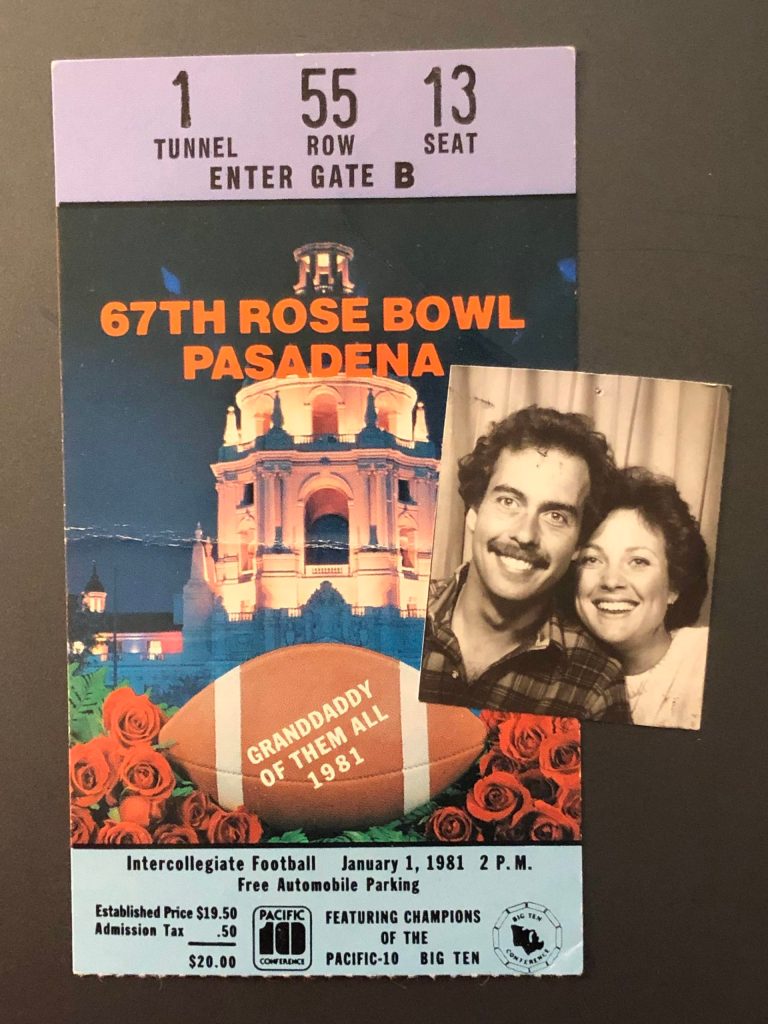 1 55 13
TUNNEL ROW SEAT
ENTER GATE B
67TH ROSE BOWL
PASADENA
GRANDDADDY
OF THEM ALL
1981
Intercollegiate Football January 1, 1981 2 P.M.
Free Automobile Parking
Established Price $19.50
Admission Tax .50
$20.00
PACIFIC
10
CONFERENCE
FEATURING CHAMPIONS
OF THE
PACIFIC-10 BIG TEN
BIG TEN
CONFERENCE